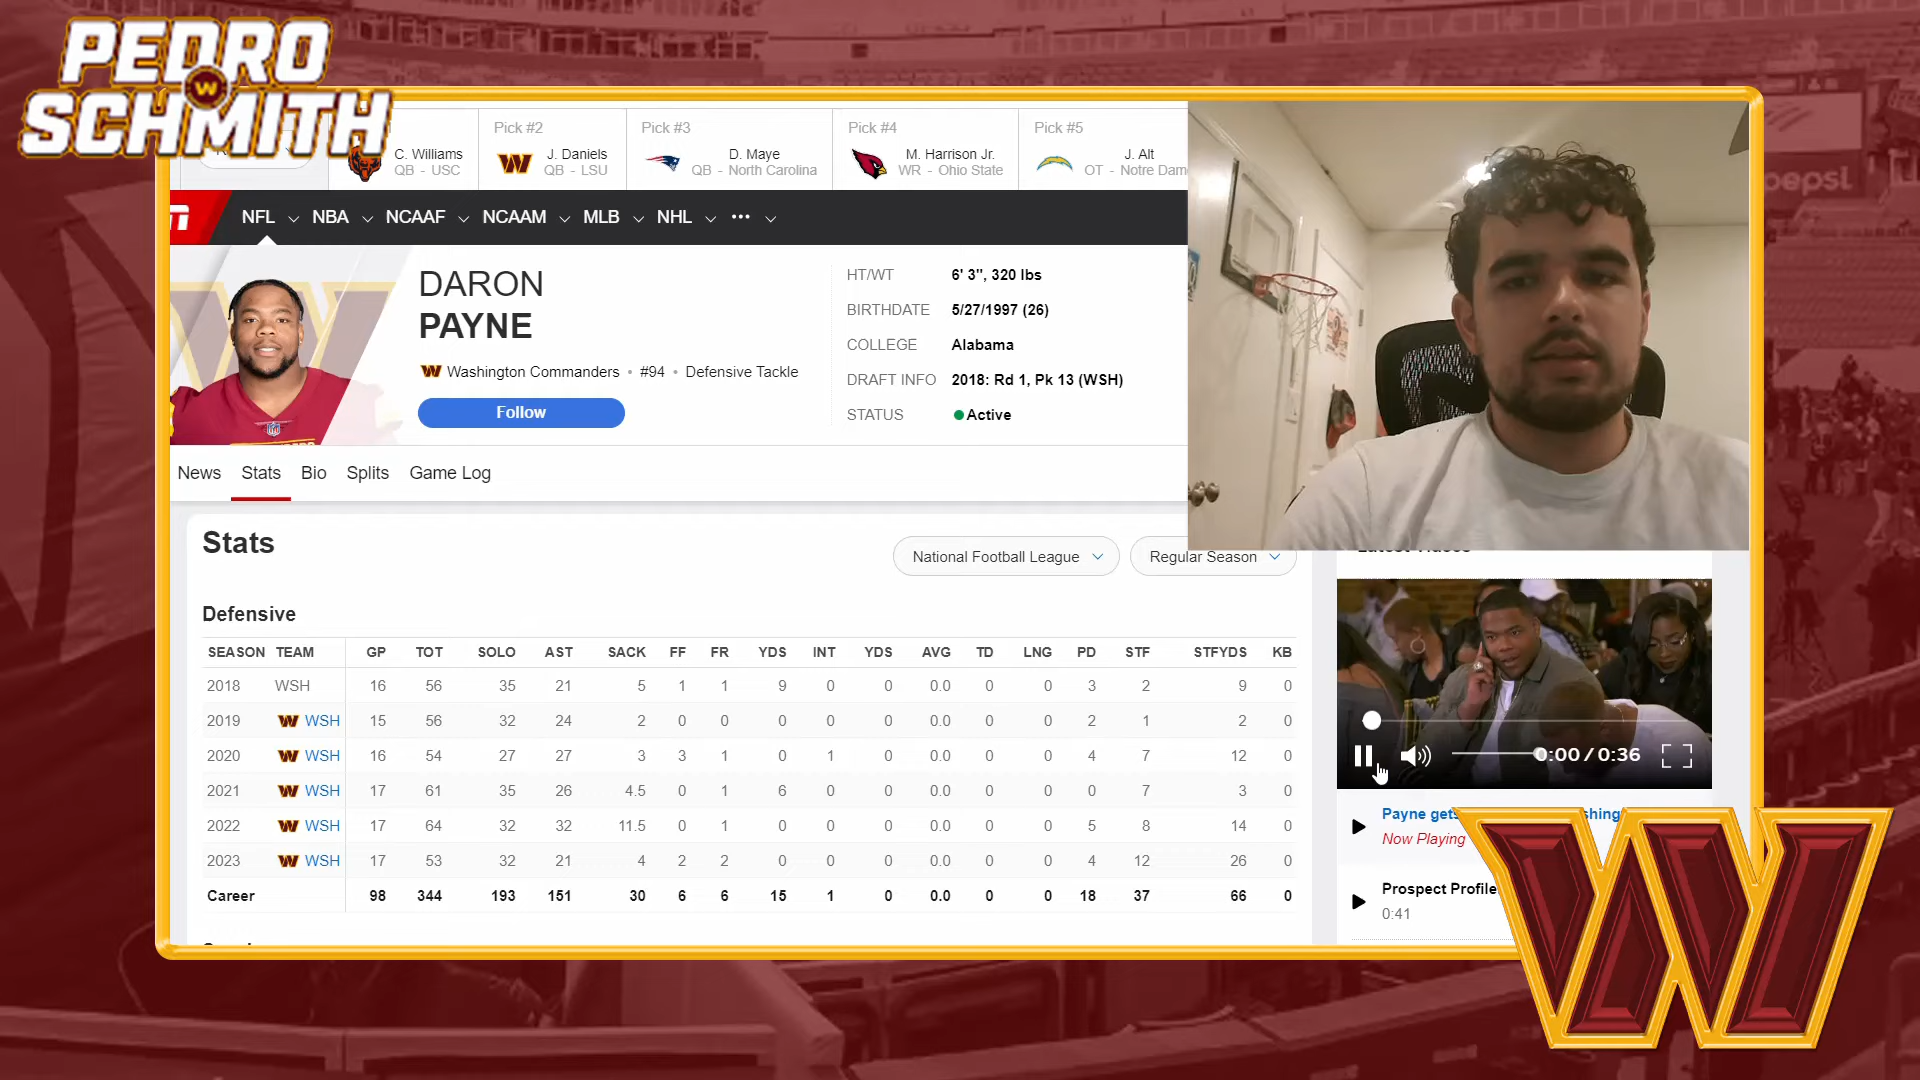 PEDRO
SCHMITH
Pick #2
Pick #3
Pick #4
Pick #5
C. Williams
QB - USC
J. Daniels
QB - LSU
D. Maye
QB - North Carolina
M. Harrison Jr.
WR - Ohio State
J. Alt
OT - Notre Dam
NFL NBA NCAAF NCAAM MLB NHL •••
DARON
PAYNE
Washington Commanders • #94 • Defensive Tackle
Follow
HT/WT 6' 3", 320 lbs
BIRTHDATE 5/27/1997 (26)
COLLEGE Alabama
DRAFT INFO 2018: Rd 1, Pk 13 (WSH)
STATUS Active
pepsi
News Stats Bio Splits Game Log
Stats
National Football League
Regular Season
Defensive
SEASON TEAM GP TOT SOLO AST SACK FF FR YDS INT YDS AVG TD LNG PD STF STFYDS KB
2018 WSH 16 56 35 21 5 1 1 9 0 0 0.0 0 0 3 2 9 0
2019 WSH 15 56 32 24 2 0 0 0 0 0 0.0 0 0 2 1 2 0
2020 WSH 16 54 27 27 3 3 1 0 1 0 0.0 0 0 4 7 12 0
2021 WSH 17 61 35 26 4.5 0 1 6 0 0 0.0 0 0 0 7 3 0
2022 WSH 17 64 32 32 11.5 0 1 0 0 0 0.0 0 0 5 8 14 0
2023 WSH 17 53 32 21 4 2 2 0 0 0 0.0 0 0 4 12 26 0
Career 98 344 193 151 30 6 6 15 1 0 0.0 0 0 18 37 66 0
0:00 / 0:36
Payne gets shing
Now Playing
Prospect Profile
0:41